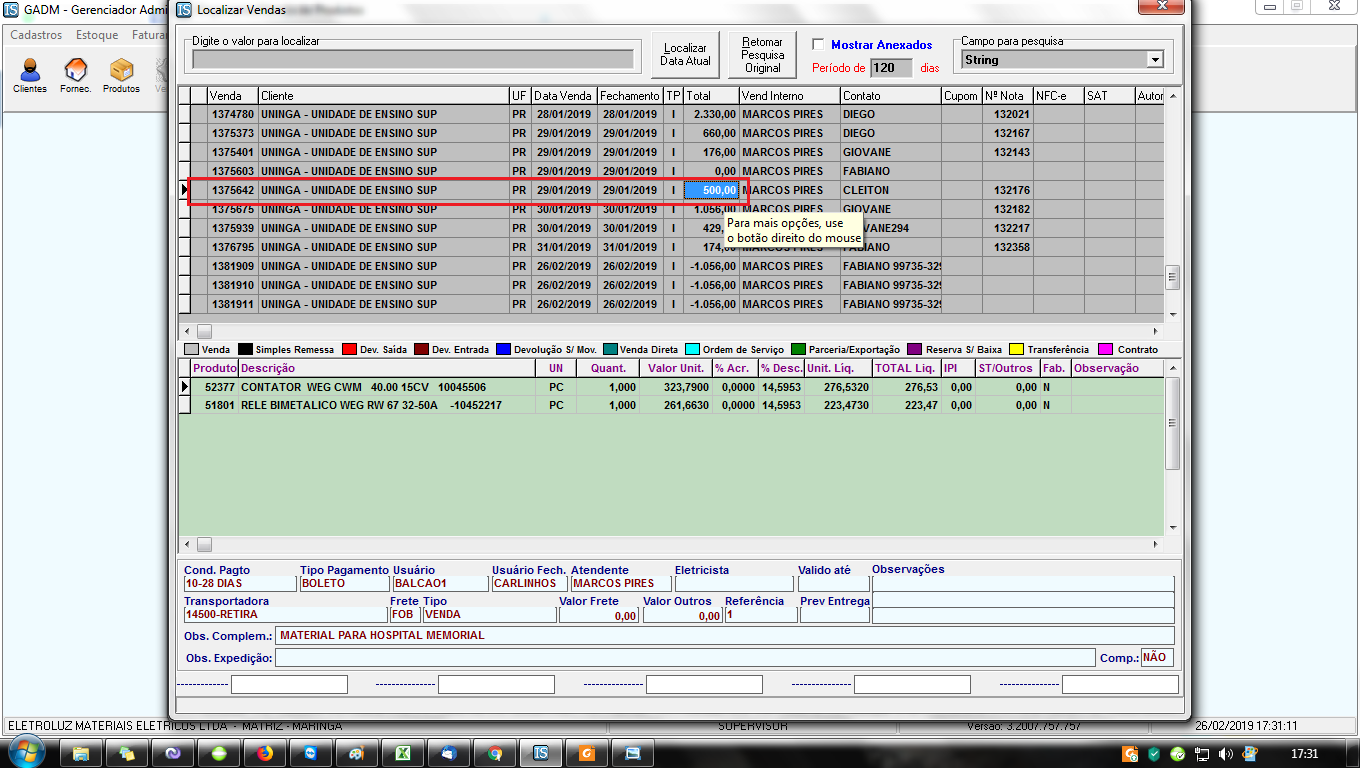 GADM - Gerenciador Admi
Localizar Vendas
Cadastros Estoque Fatura
Clientes Fornec. Produtos
Digite o valor para localizar
Localizar
Data Atual
Retornar
Pesquisa
Original
Mostrar Anexados
Período de 120 dias
Campo para pesquisa
String
Venda Cliente UF Data Venda Fechamento TP Total Vend Interno Contato Cupom Nº Nota NFC-e SAT Autor
1374780 UNINGA - UNIDADE DE ENSINO SUP PR 28/01/2019 28/01/2019 I 2.330,00 MARCOS PIRES DIEGO 132021
1375373 UNINGA - UNIDADE DE ENSINO SUP PR 29/01/2019 29/01/2019 I 660,00 MARCOS PIRES DIEGO 132167
1375401 UNINGA - UNIDADE DE ENSINO SUP PR 29/01/2019 29/01/2019 I 176,00 MARCOS PIRES GIOVANE 132143
1375603 UNINGA - UNIDADE DE ENSINO SUP PR 29/01/2019 29/01/2019 I 0,00 MARCOS PIRES FABIANO
1375642 UNINGA - UNIDADE DE ENSINO SUP PR 29/01/2019 29/01/2019 I 500,00 MARCOS PIRES CLEITON 132176
1375675 UNINGA - UNIDADE DE ENSINO SUP PR 30/01/2019 30/01/2019 I 1.056,00 MARCOS PIRES GIOVANE 132182
1375939 UNINGA - UNIDADE DE ENSINO SUP PR 30/01/2019 30/01/2019 I 429, VANE294 132217
1376795 UNINGA - UNIDADE DE ENSINO SUP PR 31/01/2019 31/01/2019 I 174, MARCOS PIRES FABIANO 132358
1381909 UNINGA - UNIDADE DE ENSINO SUP PR 26/02/2019 26/02/2019 I -1.056,00 MARCOS PIRES FABIANO 99735-329
1381910 UNINGA - UNIDADE DE ENSINO SUP PR 26/02/2019 26/02/2019 I -1.056,00 MARCOS PIRES FABIANO 99735-329
1381911 UNINGA - UNIDADE DE ENSINO SUP PR 26/02/2019 26/02/2019 I -1.056,00 MARCOS PIRES FABIANO 99735-329
Para mais opções, use
o botão direito do mouse
Venda Simples Remessa Dev. Saída Dev. Entrada Devolução S/ Mov. Venda Direta Ordem de Serviço Parceria/Exportação Reserva S/ Baixa Transferência Contrato
Produto Descrição UN Quant. Valor Unit. % Acr. % Desc. Unit. Liq. TOTAL Liq. IPI ST/Outros Fab. Observação
52377 CONTATOR WEG CWM 40.00 15CV 10045506 PC 1,000 323,7900 0,0000 14,5953 276,5320 276,53 0,00 0,00 N
51801 RELE BIMETALICO WEG RW 67 32-50A -10452217 PC 1,000 261,6630 0,0000 14,5953 223,4730 223,47 0,00 0,00 N
Cond. Pagto Tipo Pagamento Usuário Usuário Fech. Atendente Eletricista Valido até Observações
10-28 DIAS BOLETO BALCAO1 CARLINHOS MARCOS PIRES
Transportadora Frete Tipo Valor Frete Valor Outros Referência Prev Entrega
14500-RETIRA FOB VENDA 0,00 0,00 1
Obs. Complem.: MATERIAL PARA HOSPITAL MEMORIAL
Obs. Expedição: Comp.: NÃO
ELETROLUZ MATERIAIS ELETRICOS LTDA - MATRIZ - MARINGA SUPERVISOR Versão: 3.2007.757.757 26/02/2019 17:31:11
17:31